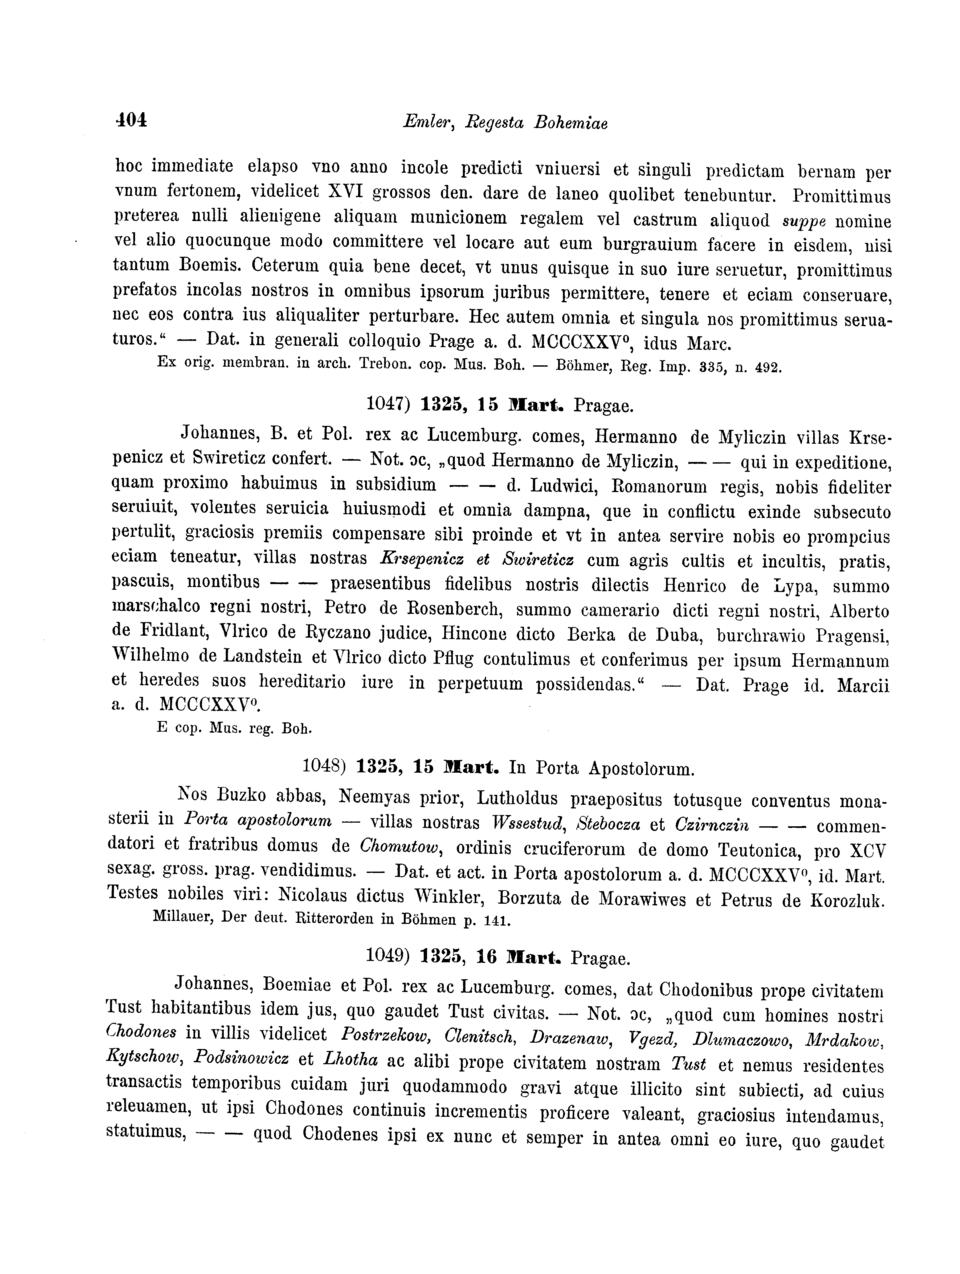 404 Emler, Regesta Bohemiae
hoc immediate elapso vno anno incole predicti vniuersi et singuli predictam bernam per
vnum fertonem, videlicet XVI grossos den. dare de laneo quolibet tenebuntur. Promittimus
preterea nulli alienigene aliquam municionem regalem vel castrum aliquod suppe nomine
vel alio quocunque modo committere vel locare aut eum burgrauium facere in eisdem, nisi
tantum Boemis. Ceterum quia bene decet, vt unus quisque in suo iure seruetur, promittimus
prefatos incolas nostros in omnibus ipsorum juribus permittere, tenere et eciam conseruare,
nec eos contra ius aliqualiter perturbare. Hec autem omnia et singula nos promittimus serua-
turos.“ — Dat. in generali colloquio Prage a. d. MCCCXXV⁰, idus Marc.
Ex orig. membran. in arch. Trebon. cop. Mus. Boh. — Böhmer, Reg. Imp. 335, n. 492.
1047) 1325, 15 Mart. Pragae.
Johannes, B. et Pol. rex ac Lucemburg. comes, Hermanno de Myliczin villas Krse-
penicz et Swireticz confert. — Not. ɔc, „quod Hermanno de Myliczin, — — qui in expeditione,
quam proximo habuimus in subsidium — — d. Ludwici, Romanorum regis, nobis fideliter
seruiuit, volentes seruicia huiusmodi et omnia dampna, que in conflictu exinde subsecuto
pertulit, graciosis premiis compensare sibi proinde et vt in antea servire nobis eo prompcius
eciam teneatur, villas nostras Krsepenicz et Swireticz cum agris cultis et incultis, pratis,
pascuis, montibus — — praesentibus fidelibus nostris dilectis Henrico de Lypa, summo
marschalco regni nostri, Petro de Rosenberch, summo camerario dicti regni nostri, Alberto
de Fridlant, Vlrico de Ryczano judice, Hincone dicto Berka de Duba, burchrawio Pragensi,
Wilhelmo de Landstein et Vlrico dicto Pflug contulimus et conferimus per ipsum Hermannum
et heredes suos hereditario iure in perpetuum possidendas.“ — Dat. Prage id. Marcii
a. d. MCCCXXV⁰.
E cop. Mus. reg. Boh.
1048) 1325, 15 Mart. In Porta Apostolorum.
Nos Buzko abbas, Neemyas prior, Lutholdus praepositus totusque conventus mona-
sterii in Porta apostolorum — villas nostras Wssestud, Stebocza et Czirnczin — — commen-
datori et fratribus domus de Chomutow, ordinis cruciferorum de domo Teutonica, pro XCV
sexag. gross. prag. vendidimus. — Dat. et act. in Porta apostolorum a. d. MCCCXXV⁰, id. Mart.
Testes nobiles viri: Nicolaus dictus Winkler, Borzuta de Morawiwes et Petrus de Korozluk.
Millauer, Der deut. Ritterorden in Böhmen p. 141.
1049) 1325, 16 Mart. Pragae.
Johannes, Boemiae et Pol. rex ac Lucemburg. comes, dat Chodonibus prope civitatem
Tust habitantibus idem jus, quo gaudet Tust civitas. — Not. ɔc, „quod cum homines nostri
Chodones in villis videlicet Postrzekow, Clenitsch, Drazenaw, Vgezd, Dlumaczowo, Mrdakow,
Rytschow, Podsinowicz et Lhotha ac alibi prope civitatem nostram Tust et nemus residentes
transactis temporibus cuidam juri quodammodo gravi atque illicito sint subiecti, ad cuius
releuamen, ut ipsi Chodones continuis incrementis proficere valeant, graciosius intendamus,
statuimus, — — quod Chodenes ipsi ex nunc et semper in antea omni eo iure, quo gaudet